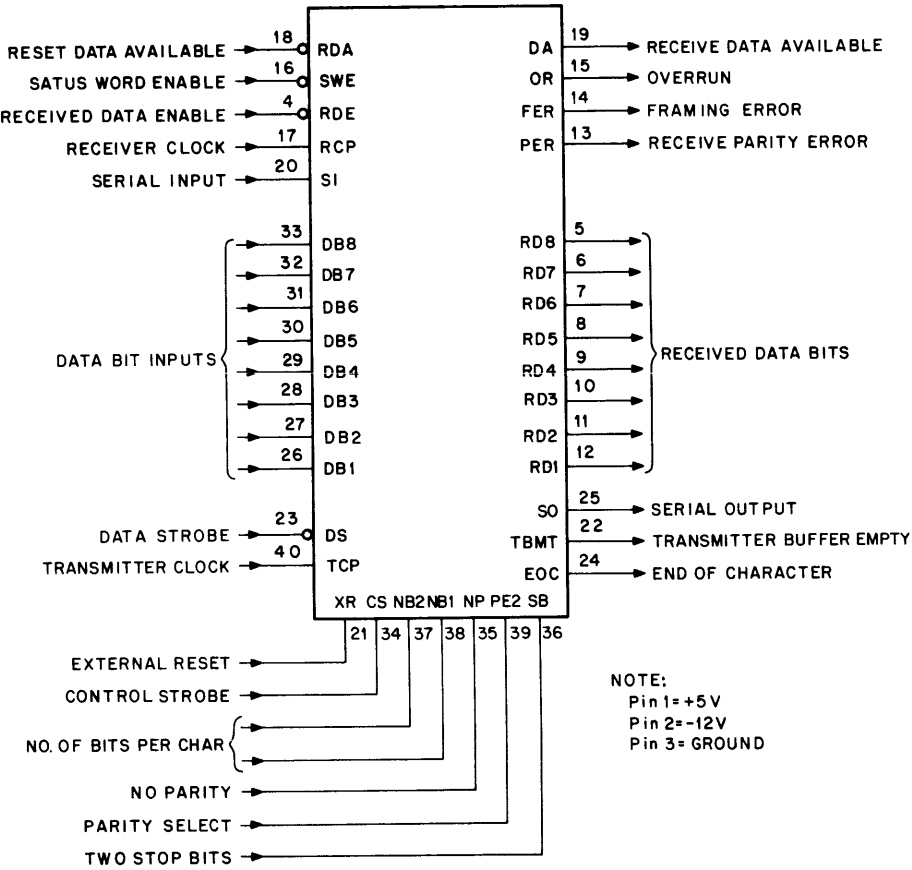 RESET DATA AVAILABLE 18 RDA
SATUS WORD ENABLE 16 SWE
RECEIVED DATA ENABLE 4 RDE
RECEIVER CLOCK 17 RCP
SERIAL INPUT 20 SI
DATA BIT INPUTS
33 DB8
32 DB7
31 DB6
30 DB5
29 DB4
28 DB3
27 DB2
26 DB1
DATA STROBE 23 DS
TRANSMITTER CLOCK 40 TCP
DA 19 RECEIVE DATA AVAILABLE
OR 15 OVERRUN
FER 14 FRAMING ERROR
PER 13 RECEIVE PARITY ERROR
RD8 5
RD7 6
RD6 7
RD5 8
RD4 9
RD3 10
RD2 11
RD1 12
RECEIVED DATA BITS
SO 25 SERIAL OUTPUT
TBMT 22 TRANSMITTER BUFFER EMPTY
EOC 24 END OF CHARACTER
XR CS NB2 NB1 NP PE2 SB
21 34 37 38 35 39 36
EXTERNAL RESET
CONTROL STROBE
NO. OF BITS PER CHAR
NO PARITY
PARITY SELECT
TWO STOP BITS
NOTE:
Pin 1=+5V
Pin 2=-12V
Pin 3=GROUND